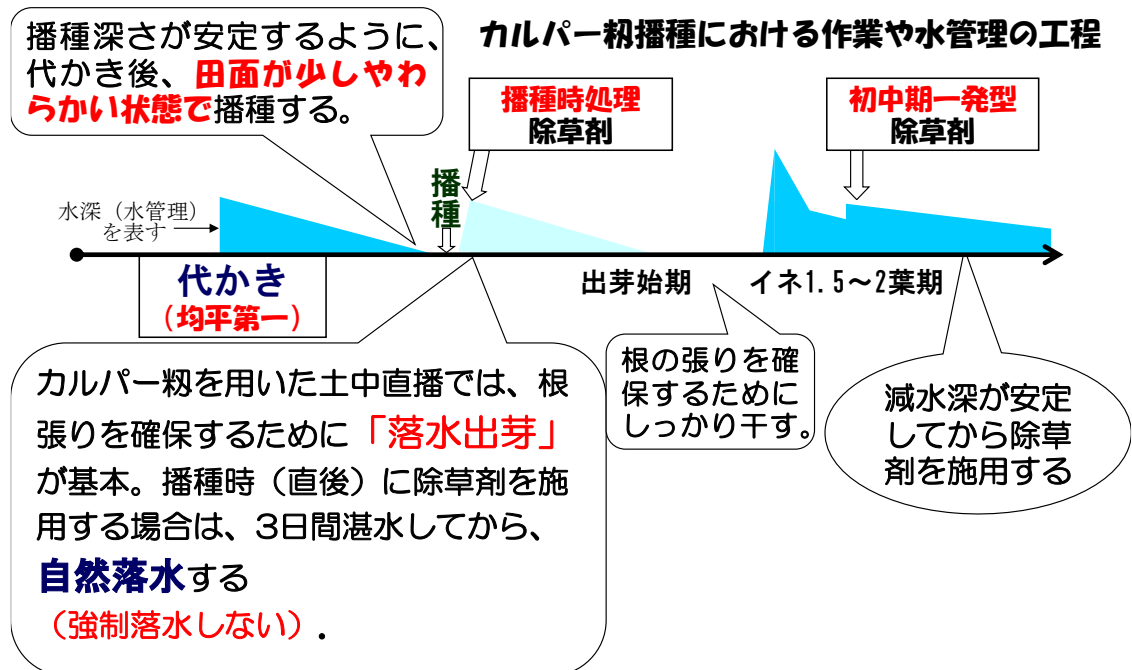 カルパー籾播種における作業や水管理の工程
播種深さが安定するように、
代かき後、田面が少しやわ
らかい状態で播種する。
播種時処理
除草剤
初中期一発型
除草剤
播
種
水深（水管理）
を表す
代かき
（均平第一）
出芽始期
イネ1.5～2葉期
カルパー籾を用いた土中直播では、根
張りを確保するために「落水出芽」
が基本。播種時（直後）に除草剤を施
用する場合は、3日間湛水してから、
自然落水する
（強制落水しない）.
根の張りを確
保するために
しっかり干す。
減水深が安定
してから除草
剤を施用する